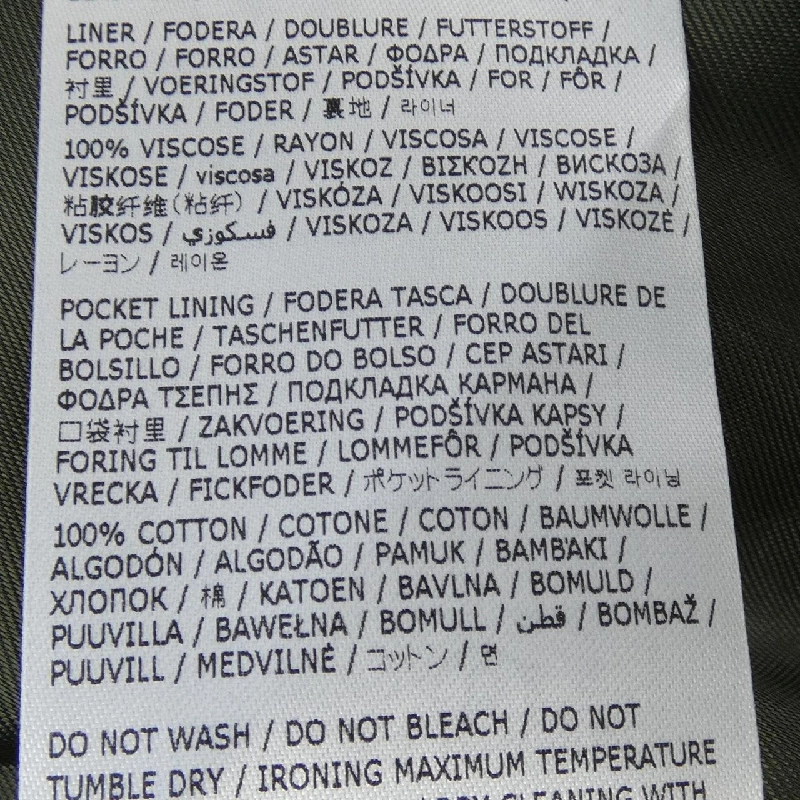 LINER / FODERA / DOUBLURE / FUTTERSTOFF /
FORRO / FORRO / ASTAR / ΦΟΔΡΑ / ПОДКЛАДКА /
衬里 / VOERINGSTOF / PODŠÍVKA / FOR / FÔR /
PODŠÍVKA / FODER / 裏地 / 라이너
100% VISCOSE / RAYON / VISCOSA / VISCOSE /
VISKOSE / viscosa / VISKOZ / ΒΙΣΚΟΖΗ / ВИСКОЗА /
粘胶纤维(粘纤) / VISKÓZA / VISKOOSI / WISKOZA /
VISKOS / فسكوزي / VISKOZA / VISKOOS / VISKOZĖ /
レーヨン / 레이온
POCKET LINING / FODERA TASCA / DOUBLURE DE
LA POCHE / TASCHENFUTTER / FORRO DEL
BOLSILLO / FORRO DO BOLSO / CEP ASTARI /
ΦΟΔΡΑ ΤΣΕΠΗΣ / ПОДКЛАДКА КАРМАНА /
口袋衬里 / ZAKVOERING / PODŠÍVKA KAPSY /
FORING TIL LOMME / LOMMEFÔR / PODŠÍVKA
VRECKA / FICKFODER / ポケットライニング / 포켓 라이닝
100% COTTON / COTONE / COTON / BAUMWOLLE /
ALGODÓN / ALGODÃO / PAMUK / ΒΑΜΒΑΚΙ /
ХЛОПОК / 棉 / KATOEN / BAVLNA / BOMULD /
PUUVILLA / BAWEŁNA / BOMULL / قطن / BOMBAŽ /
PUUVILL / MEDVILNĖ / コットン / 면
DO NOT WASH / DO NOT BLEACH / DO NOT
TUMBLE DRY / IRONING MAXIMUM TEMPERATURE
CLEANING WITH